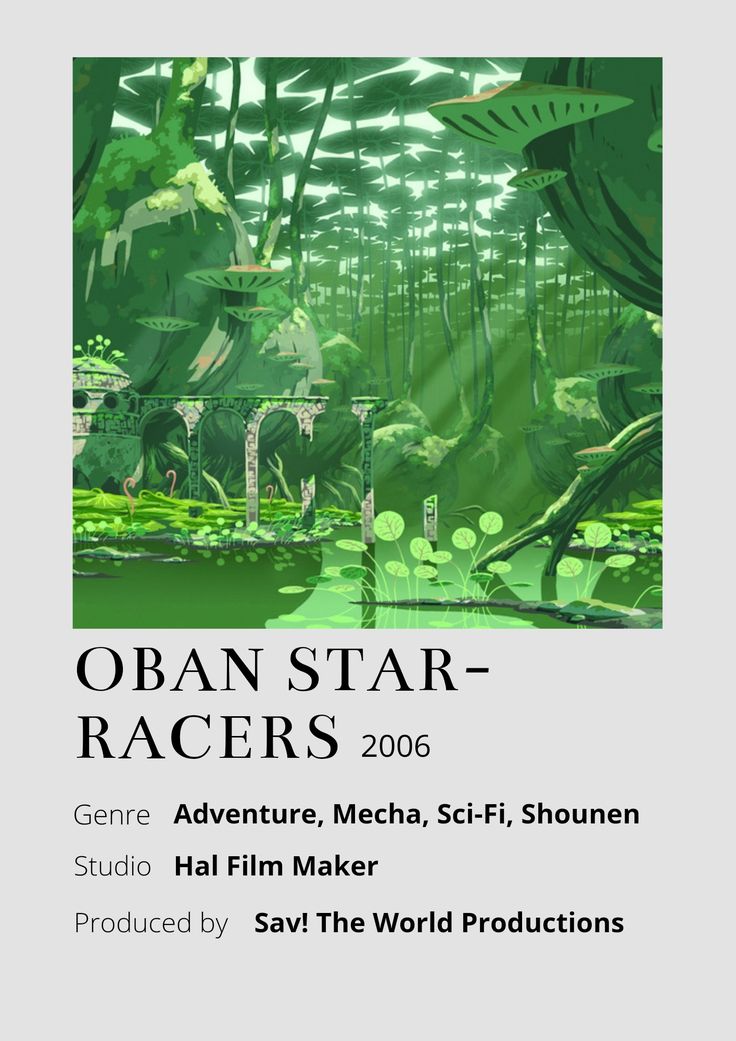 OBAN STAR-
RACERS 2006
Genre Adventure, Mecha, Sci-Fi, Shounen
Studio Hal Film Maker
Produced by Sav! The World Productions